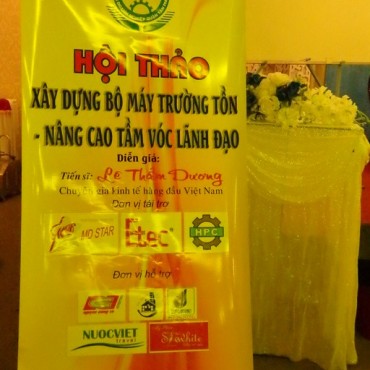 HỘI THẢO
XÂY DỰNG BỘ MÁY TRƯỜNG TỒN
- NÂNG CAO TẦM VÓC LÃNH ĐẠO
Diễn giả:
Tiến sĩ: Lê Thẩm Dương
Chuyên gia kinh tế hàng đầu Việt Nam
Đơn vị tài trợ
MD STAR
Etec
HPC
Đơn vị hỗ trợ
NUOCVIET
travel
SNwhite